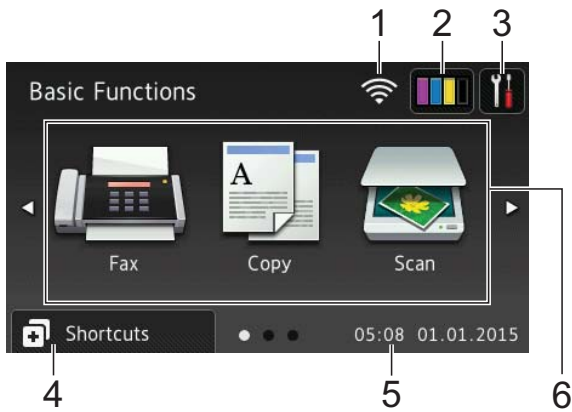 1 2 3
Basic Functions
A
Fax Copy Scan
Shortcuts 05:08 01.01.2015
4 5 6